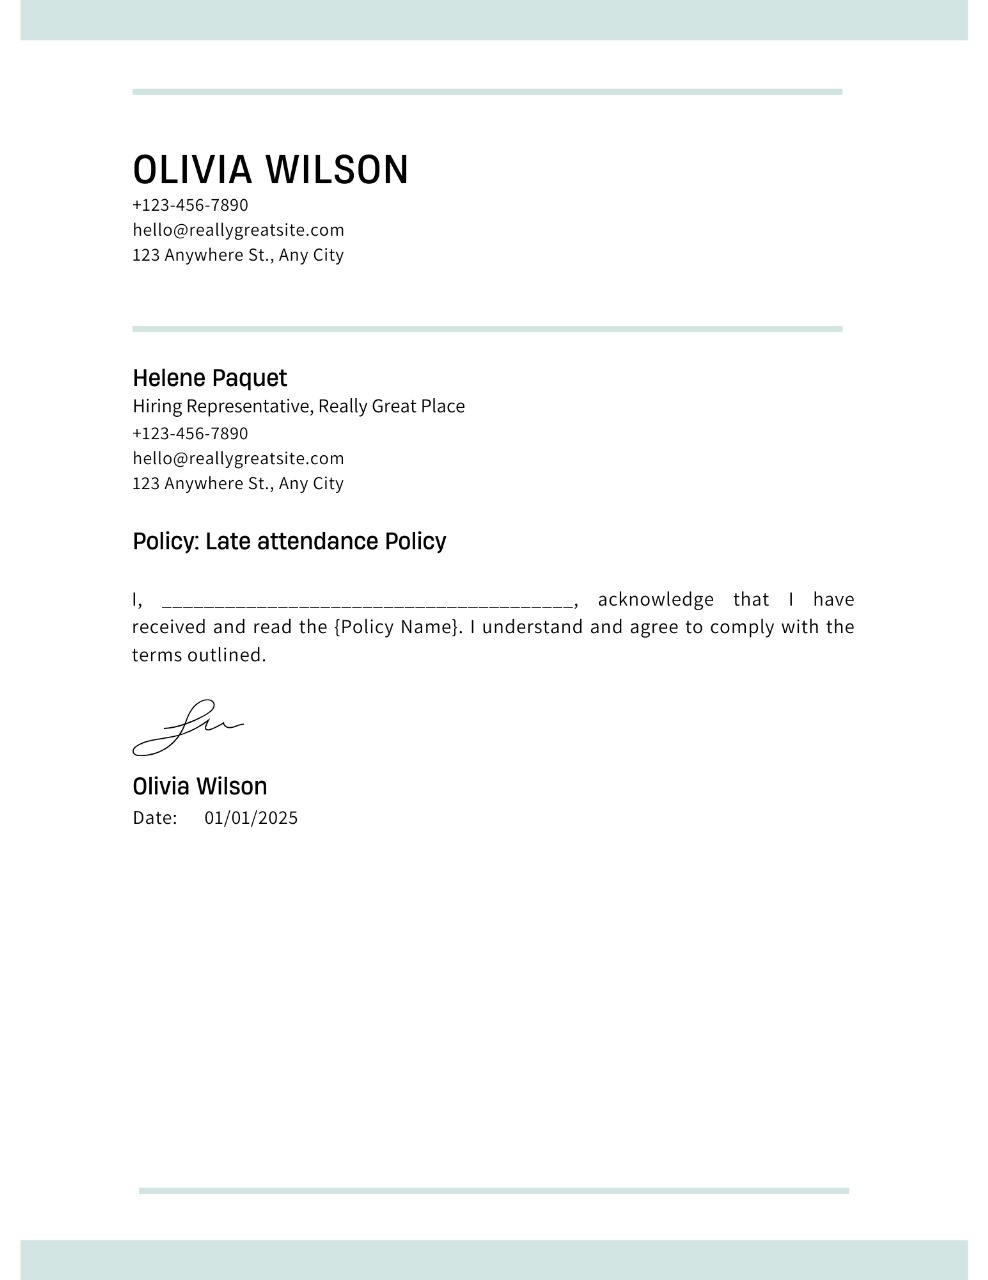 OLIVIA WILSON
+123-456-7890
hello@reallygreatsite.com
123 Anywhere St., Any City
Helene Paquet
Hiring Representative, Really Great Place
+123-456-7890
hello@reallygreatsite.com
123 Anywhere St., Any City
Policy: Late attendance Policy
I, _______________________________________, acknowledge that I have
received and read the {Policy Name}. I understand and agree to comply with the
terms outlined.
Olivia Wilson
Date: 01/01/2025